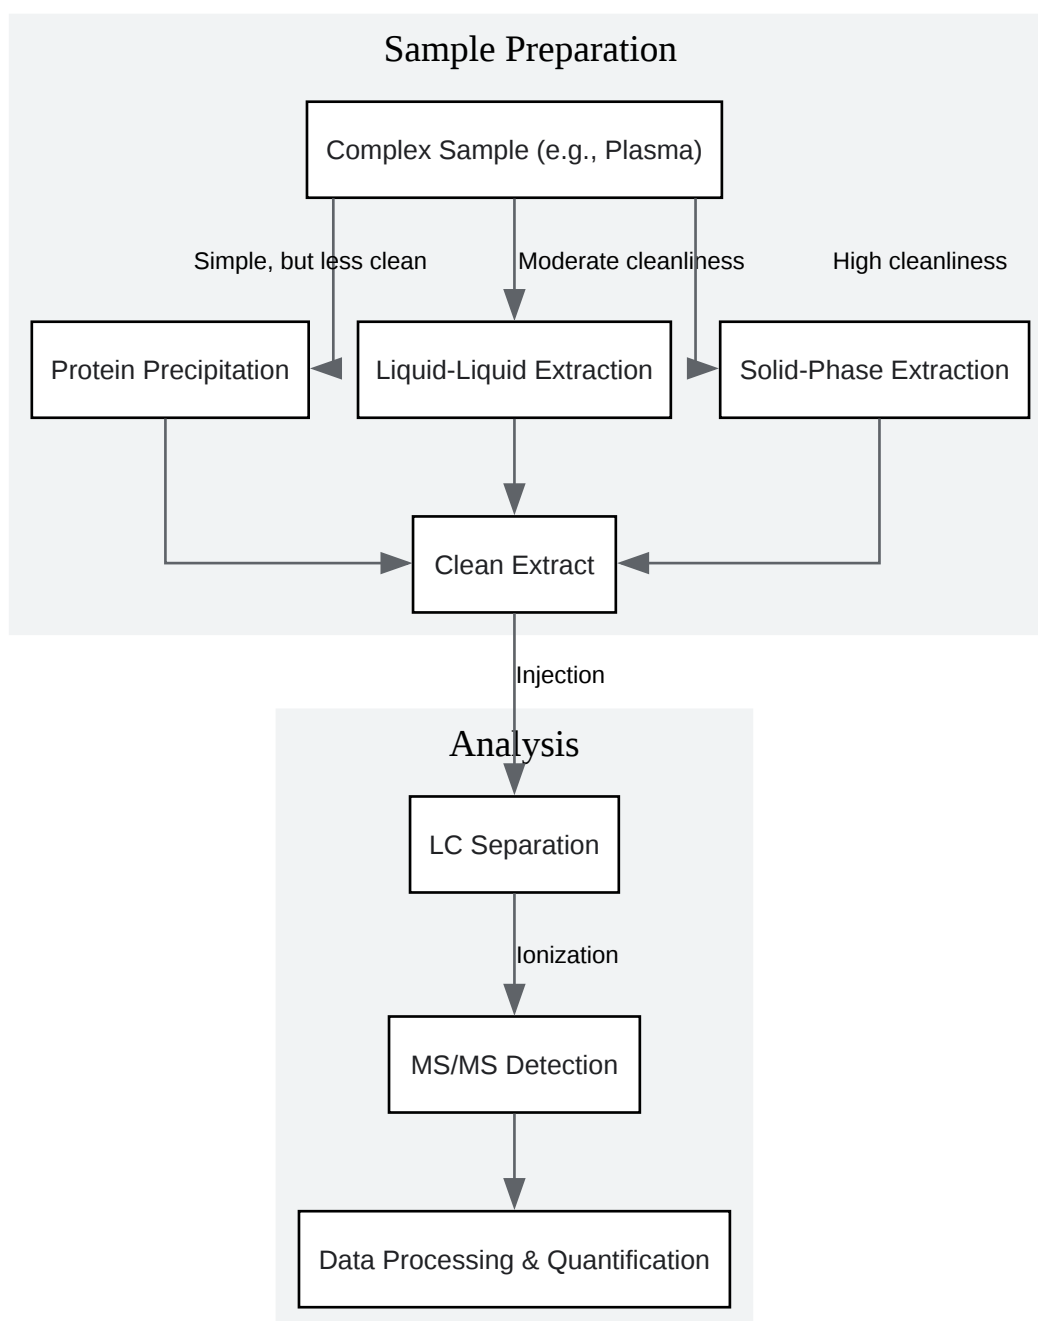 Sample Preparation
Complex Sample (e.g., Plasma)
Simple, but less clean
Moderate cleanliness
High cleanliness
Protein Precipitation
Liquid-Liquid Extraction
Solid-Phase Extraction
Clean Extract
Injection
Analysis
LC Separation
Ionization
MS/MS Detection
Data Processing & Quantification